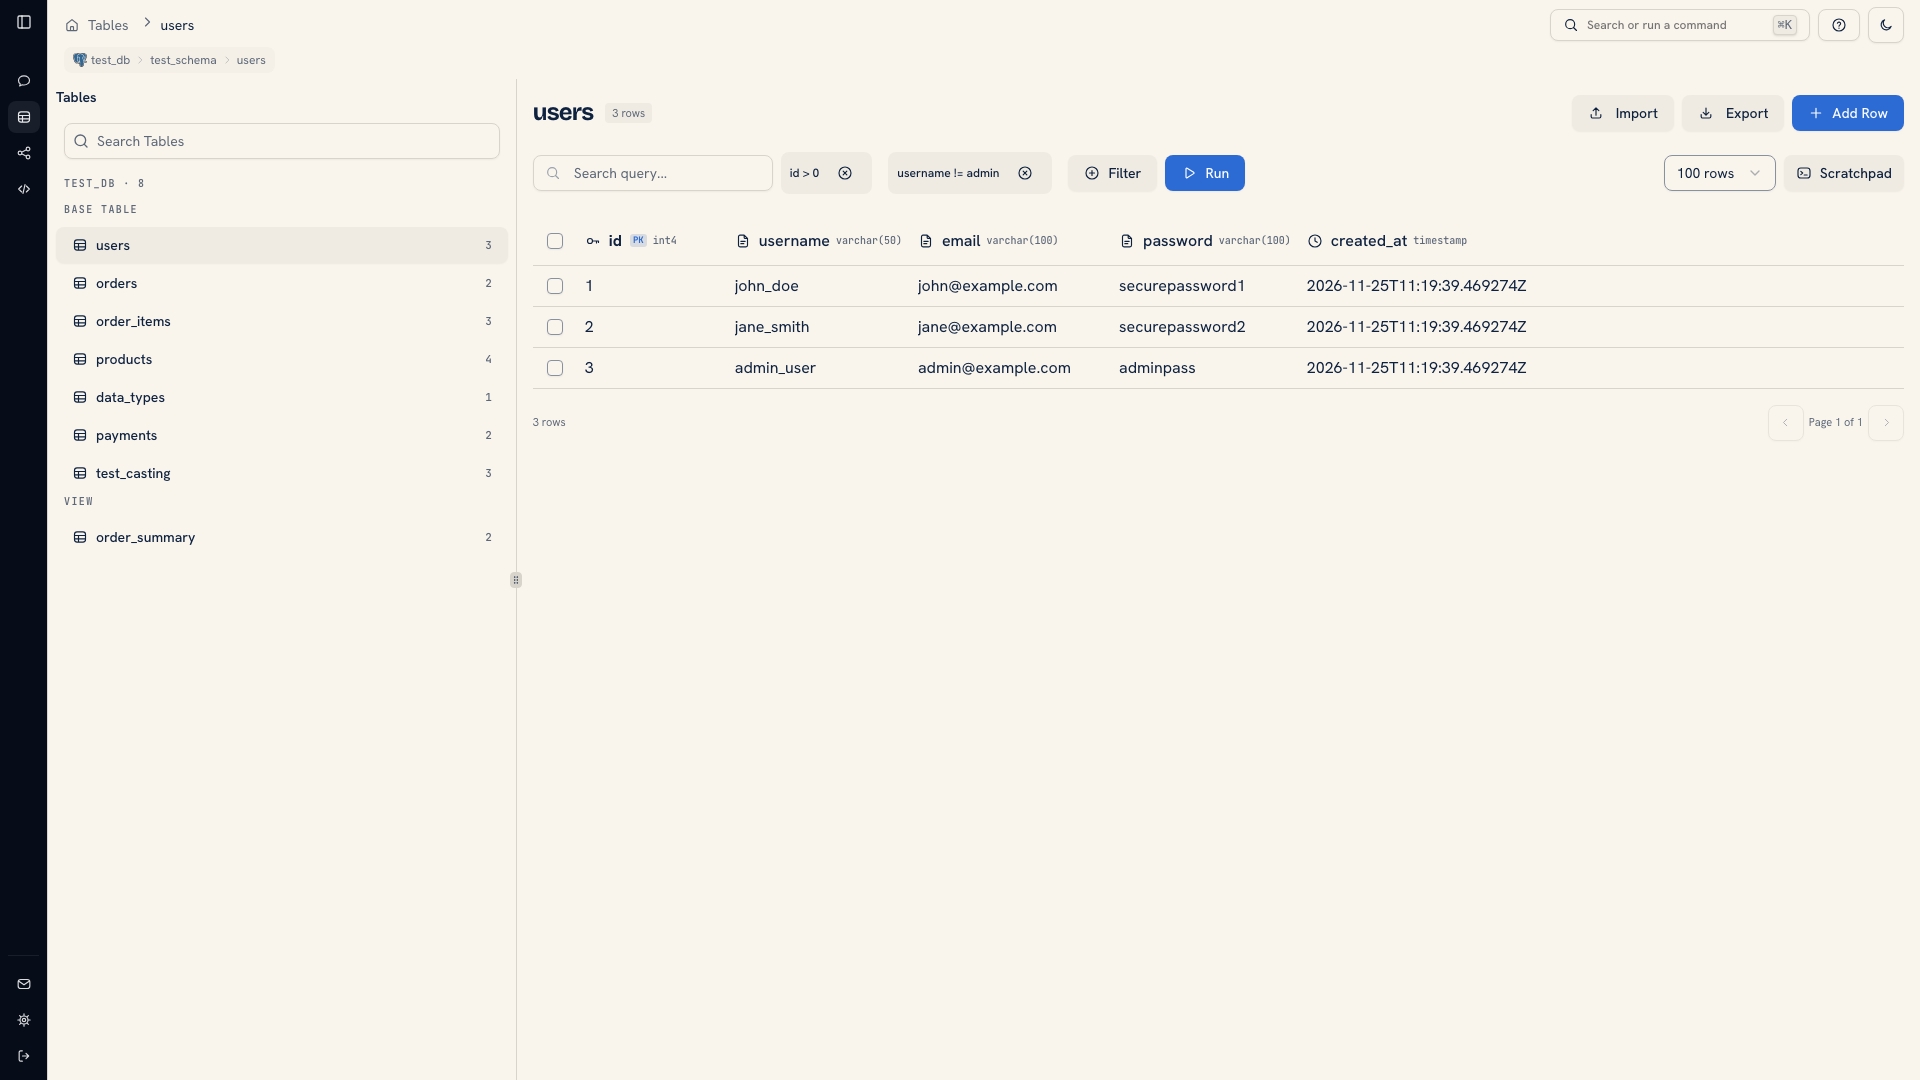 Tables > users
Search or run a command ⌘K
test_db > test_schema > users
Tables
Search Tables
TEST_DB · 8
BASE TABLE
users 3
orders 2
order_items 3
products 4
data_types 1
payments 2
test_casting 3
VIEW
order_summary 2
users 3 rows
Import
Export
Add Row
Search query...
id > 0
username != admin
Filter
Run
100 rows
Scratchpad
id PK int4 username varchar(50) email varchar(100) password varchar(100) created_at timestamp
1 john_doe john@example.com securepassword1 2026-11-25T11:19:39.469274Z
2 jane_smith jane@example.com securepassword2 2026-11-25T11:19:39.469274Z
3 admin_user admin@example.com adminpass 2026-11-25T11:19:39.469274Z
3 rows
Page 1 of 1